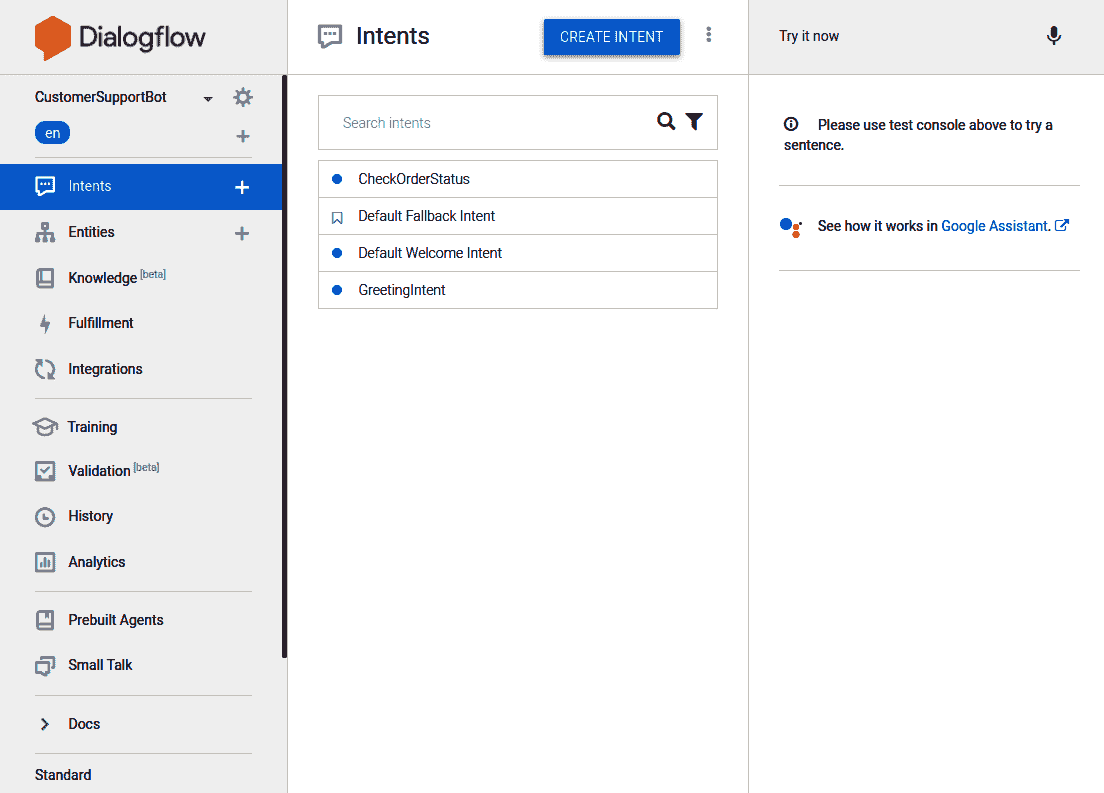 Dialogflow
CustomerSupportBot
en
Intents
Entities
Knowledge [beta]
Fulfillment
Integrations
Training
Validation [beta]
History
Analytics
Prebuilt Agents
Small Talk
Docs
Standard
Intents
CREATE INTENT
Search intents
CheckOrderStatus
Default Fallback Intent
Default Welcome Intent
GreetingIntent
Try it now
Please use test console above to try a
sentence.
See how it works in Google Assistant.